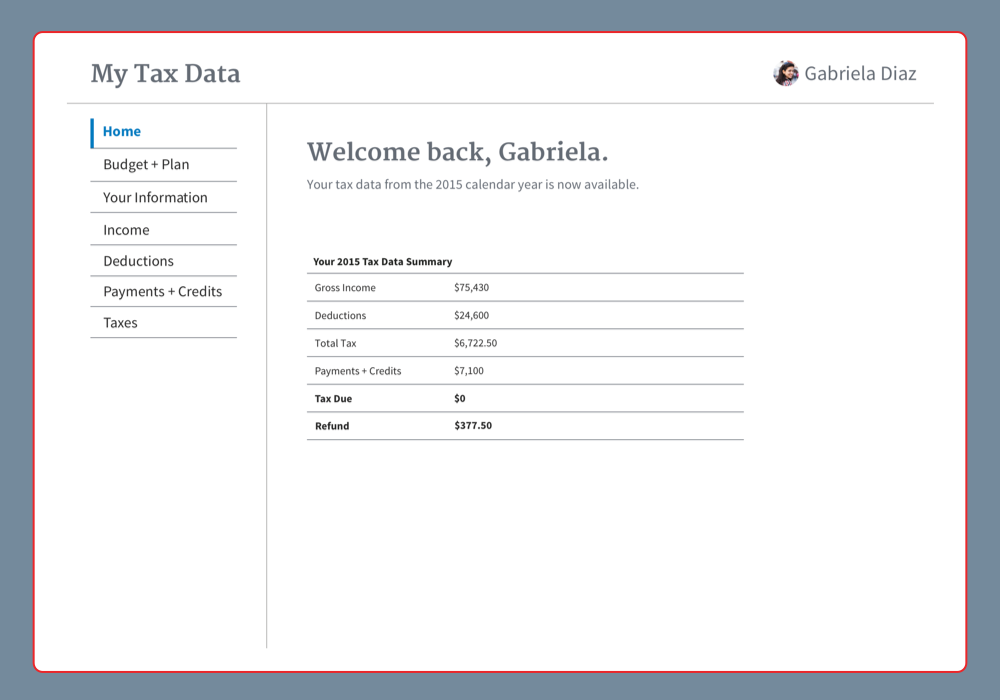 My Tax Data
Gabriela Diaz
Home
Budget + Plan
Your Information
Income
Deductions
Payments + Credits
Taxes
Welcome back, Gabriela.
Your tax data from the 2015 calendar year is now available.
Your 2015 Tax Data Summary
Gross Income $75,430
Deductions $24,600
Total Tax $6,722.50
Payments + Credits $7,100
Tax Due $0
Refund $377.50